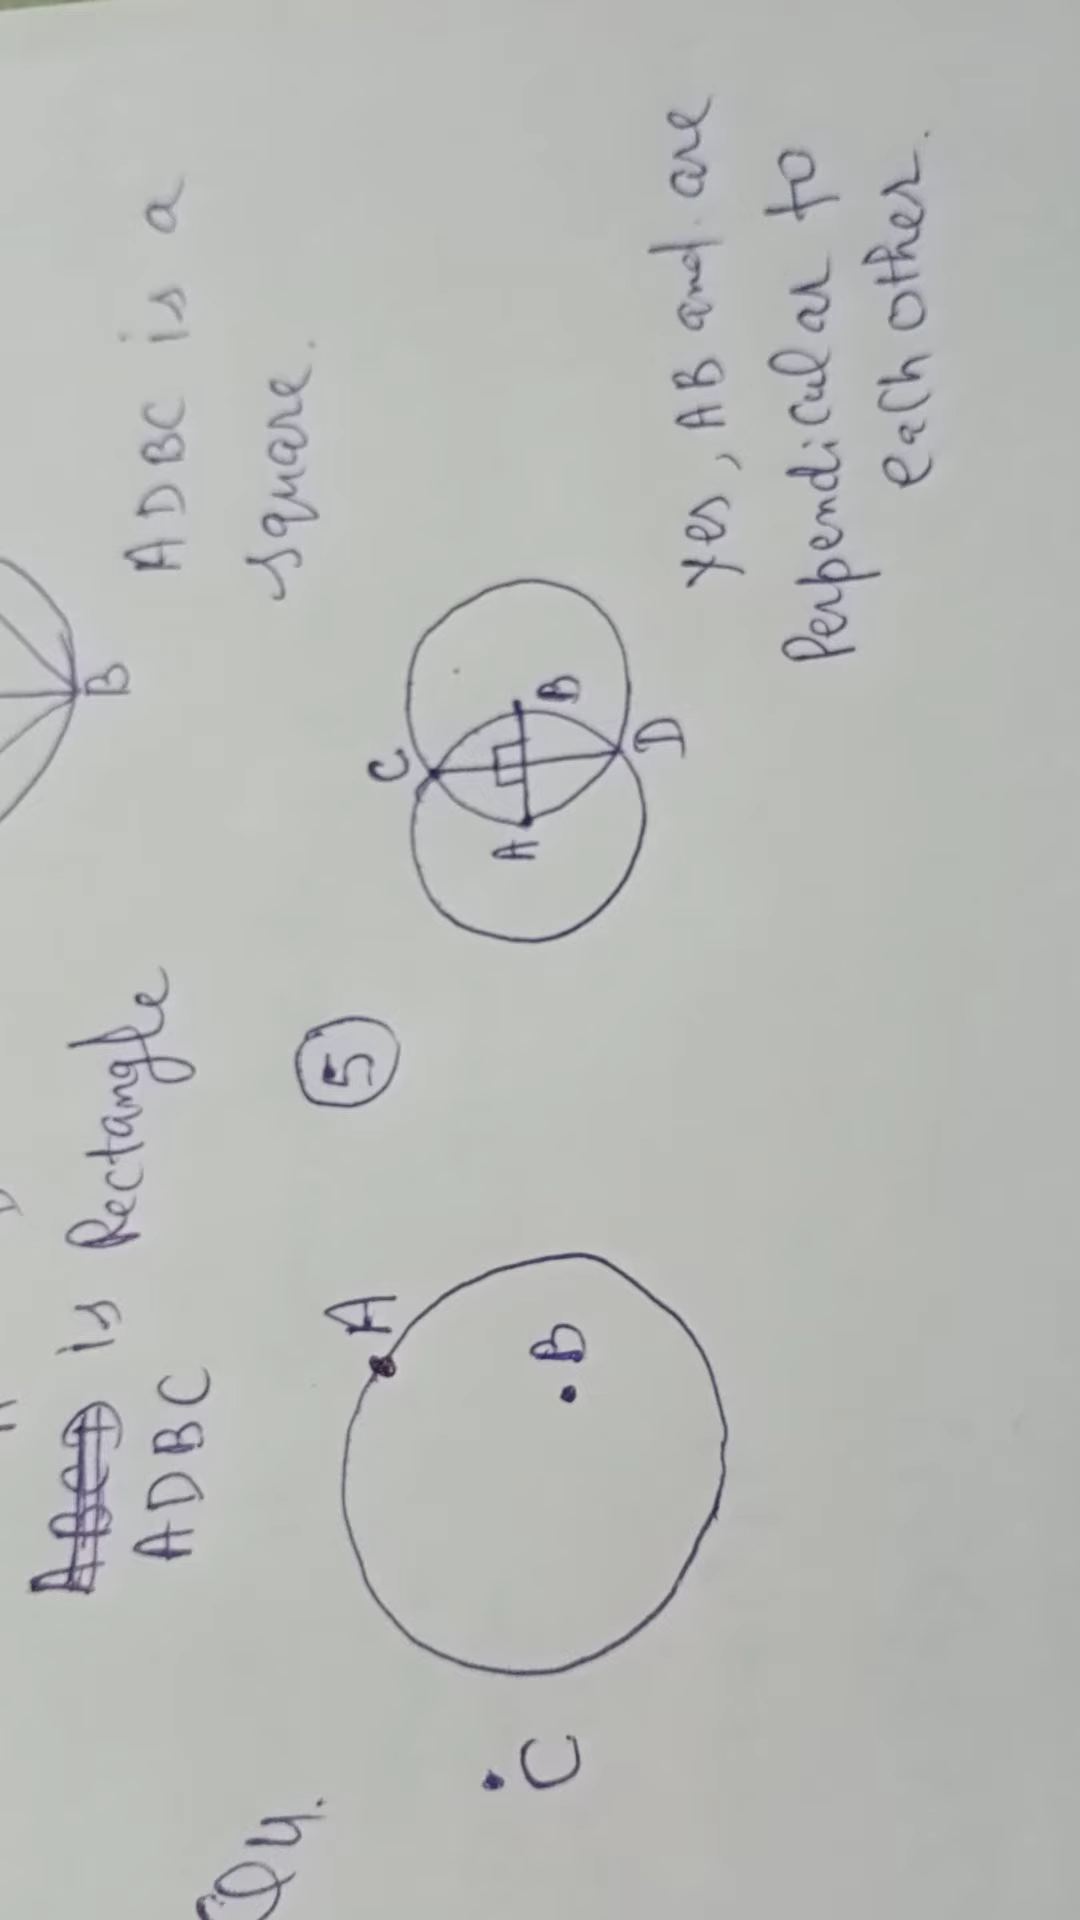 is Rectangle
ADBC
B
ADBC is a
square.
Q4.
A
B
C
5
C
A
B
D
Yes, AB and. are
Perpendicular to
each other.